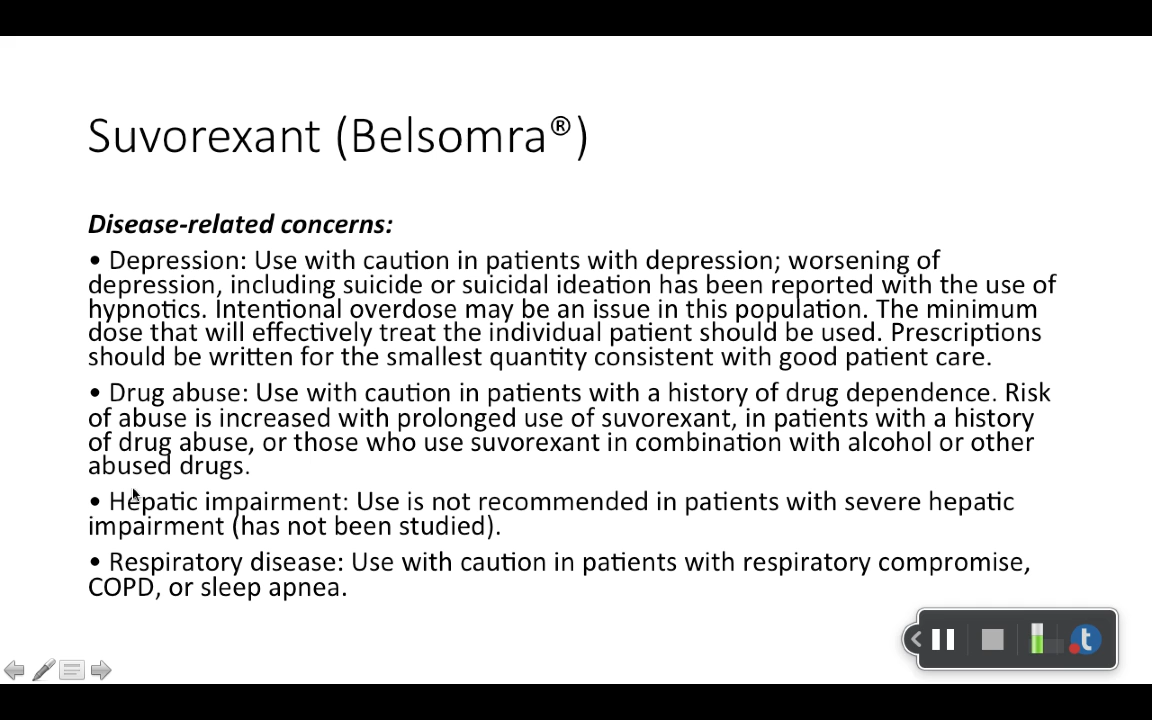 Suvorexant (Belsomra®)
Disease-related concerns:
• Depression: Use with caution in patients with depression; worsening of
depression, including suicide or suicidal ideation has been reported with the use of
hypnotics. Intentional overdose may be an issue in this population. The minimum
dose that will effectively treat the individual patient should be used. Prescriptions
should be written for the smallest quantity consistent with good patient care.
• Drug abuse: Use with caution in patients with a history of drug dependence. Risk
of abuse is increased with prolonged use of suvorexant, in patients with a history
of drug abuse, or those who use suvorexant in combination with alcohol or other
abused drugs.
• Hepatic impairment: Use is not recommended in patients with severe hepatic
impairment (has not been studied).
• Respiratory disease: Use with caution in patients with respiratory compromise,
COPD, or sleep apnea.
t